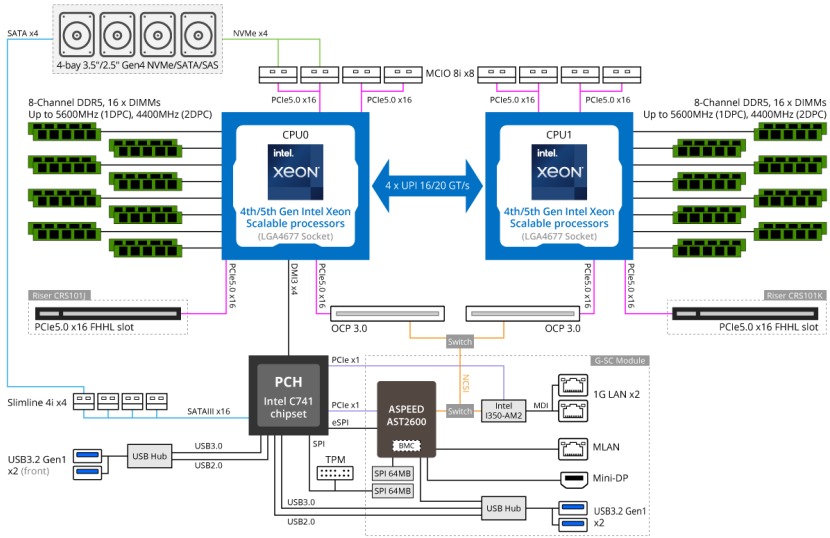 SATA x4
NVMe x4
4-bay 3.5"/2.5" Gen4 NVMe/SATA/SAS
MCIO 8i x8
PCIe5.0 x16
PCIe5.0 x16
PCIe5.0 x16
PCIe5.0 x16
8-Channel DDR5, 16 x DIMMs
Up to 5600MHz (1DPC), 4400MHz (2DPC)
8-Channel DDR5, 16 x DIMMs
Up to 5600MHz (1DPC), 4400MHz (2DPC)
CPU0
intel.
xeon
4th/5th Gen Intel Xeon
Scalable processors
(LGA4677 Socket)
4 x UPI 16/20 GT/s
CPU1
intel.
xeon
4th/5th Gen Intel Xeon
Scalable processors
(LGA4677 Socket)
PCIe5.0 x16
DMI3 x4
PCIe5.0 x16
PCIe5.0 x16
PCIe5.0 x16
Riser CRS101J
PCIe5.0 x16 FHHL slot
OCP 3.0
OCP 3.0
Riser CRS101K
PCIe5.0 x16 FHHL slot
Switch
NCSI
G-SC Module
PCH
Intel C741
chipset
PCIe x1
PCIe x1
eSPI
SPI
ASPEED
AST2600
BMC
Switch
Intel
I350-AM2
MDI
1G LAN x2
Slimline 4i x4
SATAIII x16
MLAN
USB3.2 Gen1
x2 (front)
USB Hub
USB3.0
USB2.0
TPM
SPI 64MB
SPI 64MB
Mini-DP
USB3.0
USB2.0
USB Hub
USB3.2 Gen1
x2